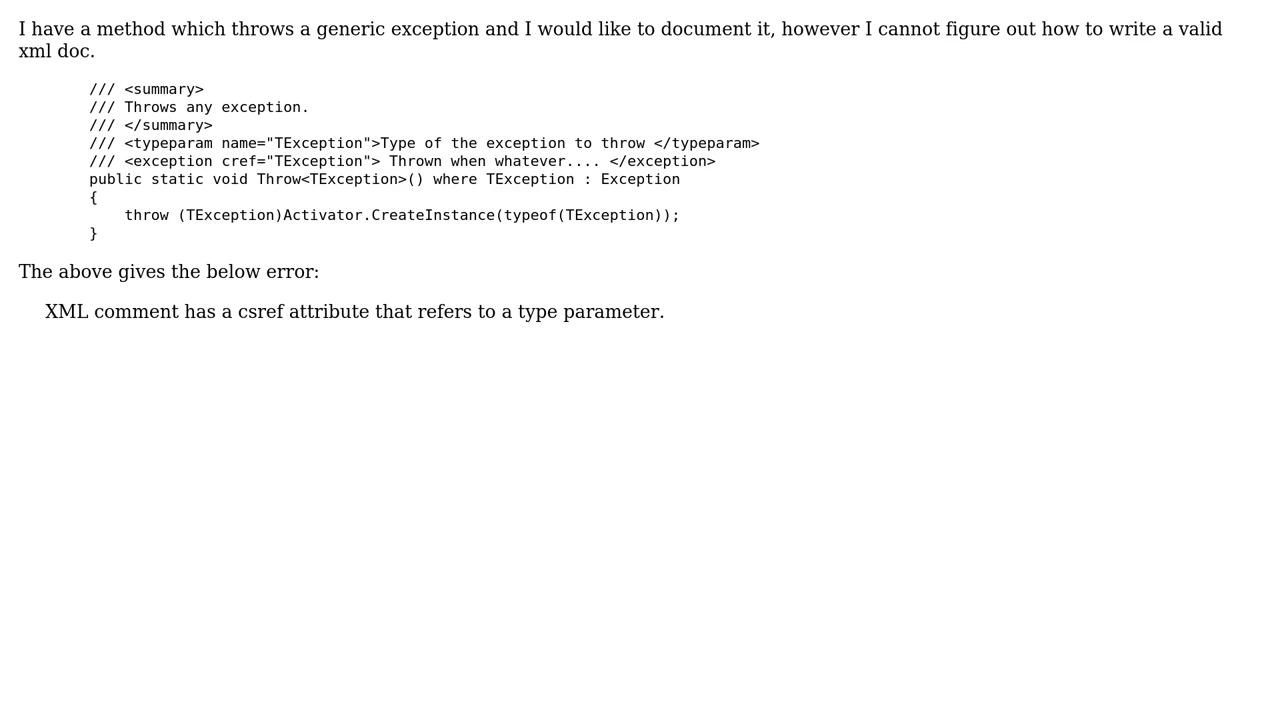 I have a method which throws a generic exception and I would like to document it, however I cannot figure out how to write a valid
xml doc.
/// <summary>
/// Throws any exception.
/// </summary>
/// <typeparam name="TException">Type of the exception to throw </typeparam>
/// <exception cref="TException"> Thrown when whatever.... </exception>
public static void Throw<TException>() where TException : Exception
{
    throw (TException)Activator.CreateInstance(typeof(TException));
}
The above gives the below error:
XML comment has a csref attribute that refers to a type parameter.